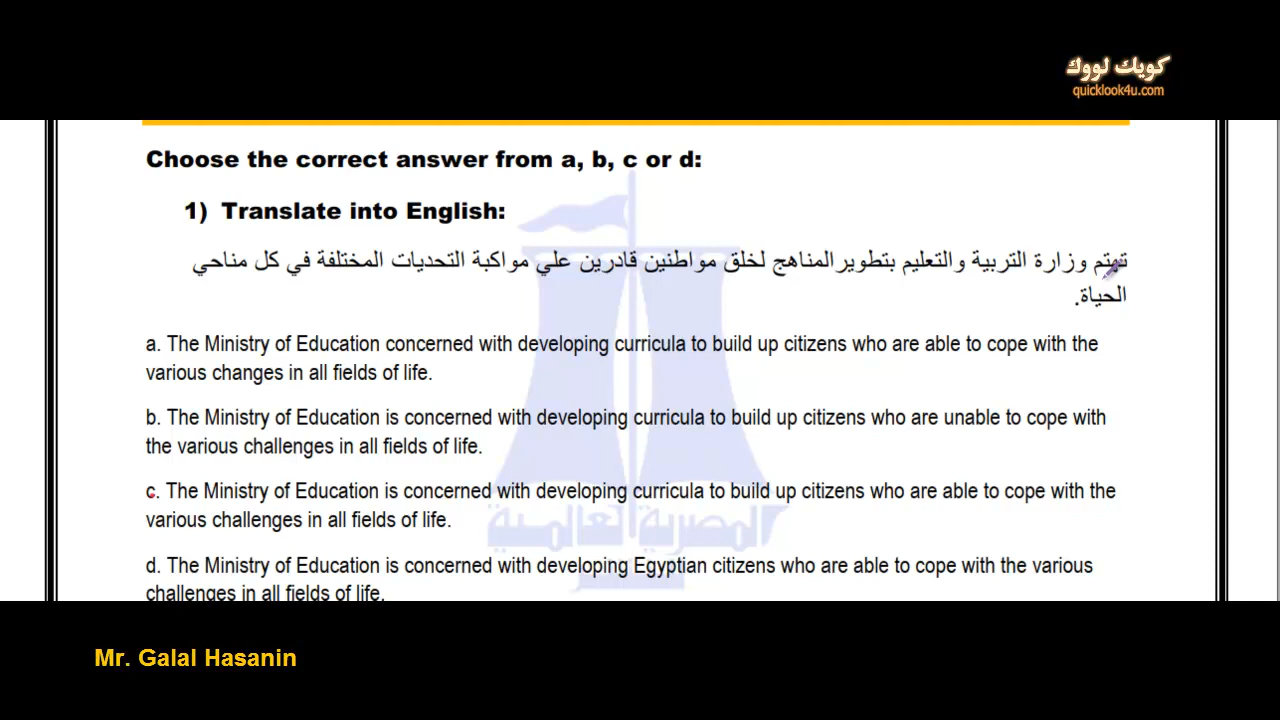 كويك لووك
quicklook4u.com
Choose the correct answer from a, b, c or d:
1) Translate into English:
تهتم وزارة التربية والتعليم بتطويرالمناهج لخلق مواطنين قادرين علي مواكبة التحديات المختلفة في كل مناحي
الحياة.
a. The Ministry of Education concerned with developing curricula to build up citizens who are able to cope with the
various changes in all fields of life.
b. The Ministry of Education is concerned with developing curricula to build up citizens who are unable to cope with
the various challenges in all fields of life.
c. The Ministry of Education is concerned with developing curricula to build up citizens who are able to cope with the
various challenges in all fields of life.
d. The Ministry of Education is concerned with developing Egyptian citizens who are able to cope with the various
challenges in all fields of life.
المصرية العالمية
Mr. Galal Hasanin